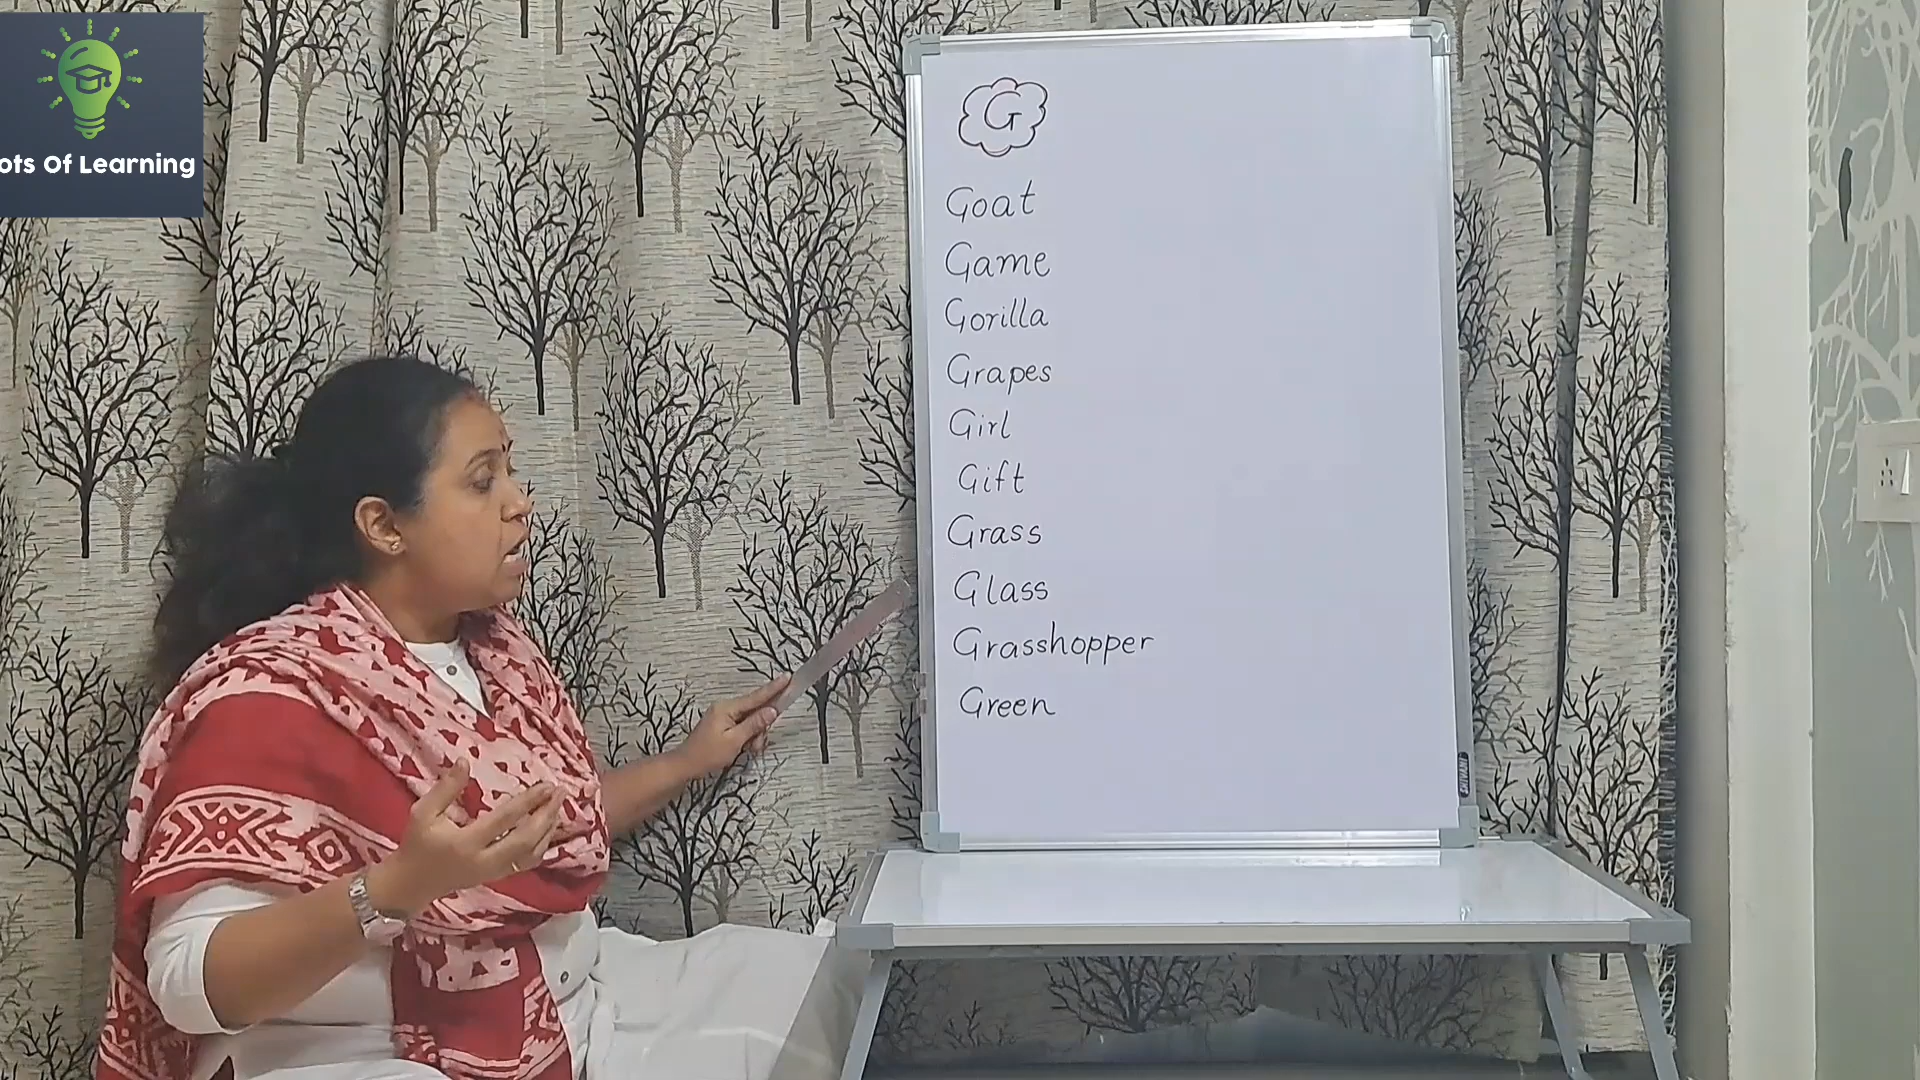 ots Of Learning
G
Goat
Game
Gorilla
Grapes
Girl
Gift
Grass
Glass
Grasshopper
Green